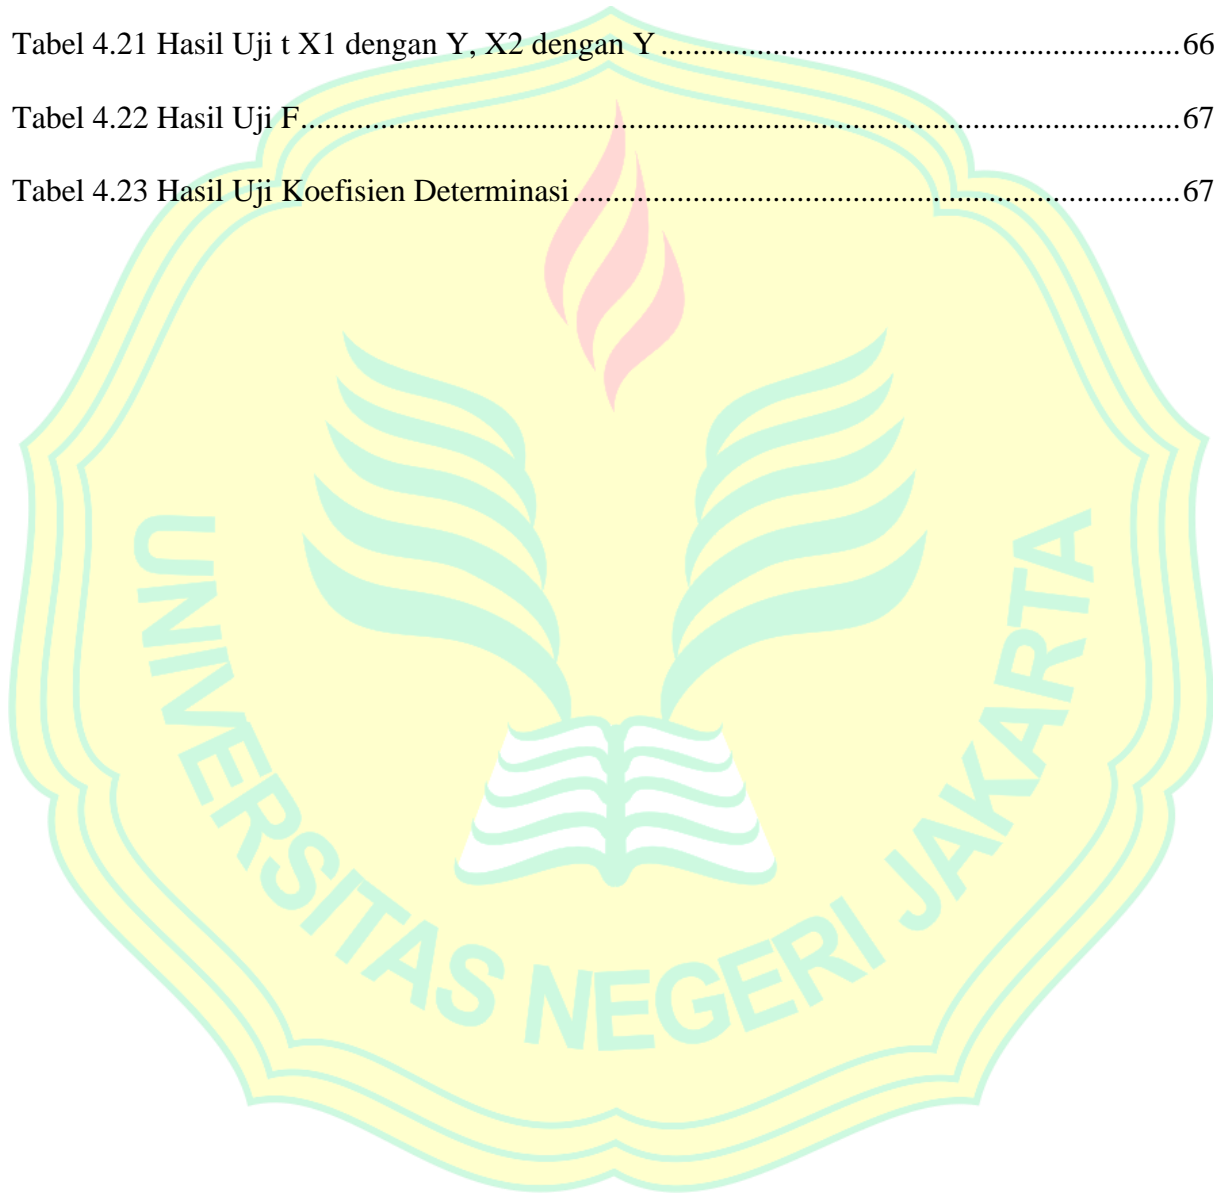 Tabel 4.21 Hasil Uji t X1 dengan Y, X2 dengan Y ................................................................ 66
Tabel 4.22 Hasil Uji F............................................................................................................ 67
Tabel 4.23 Hasil Uji Koefisien Determinasi .......................................................................... 67
UNIVERSITAS NEGERI JAKARTA